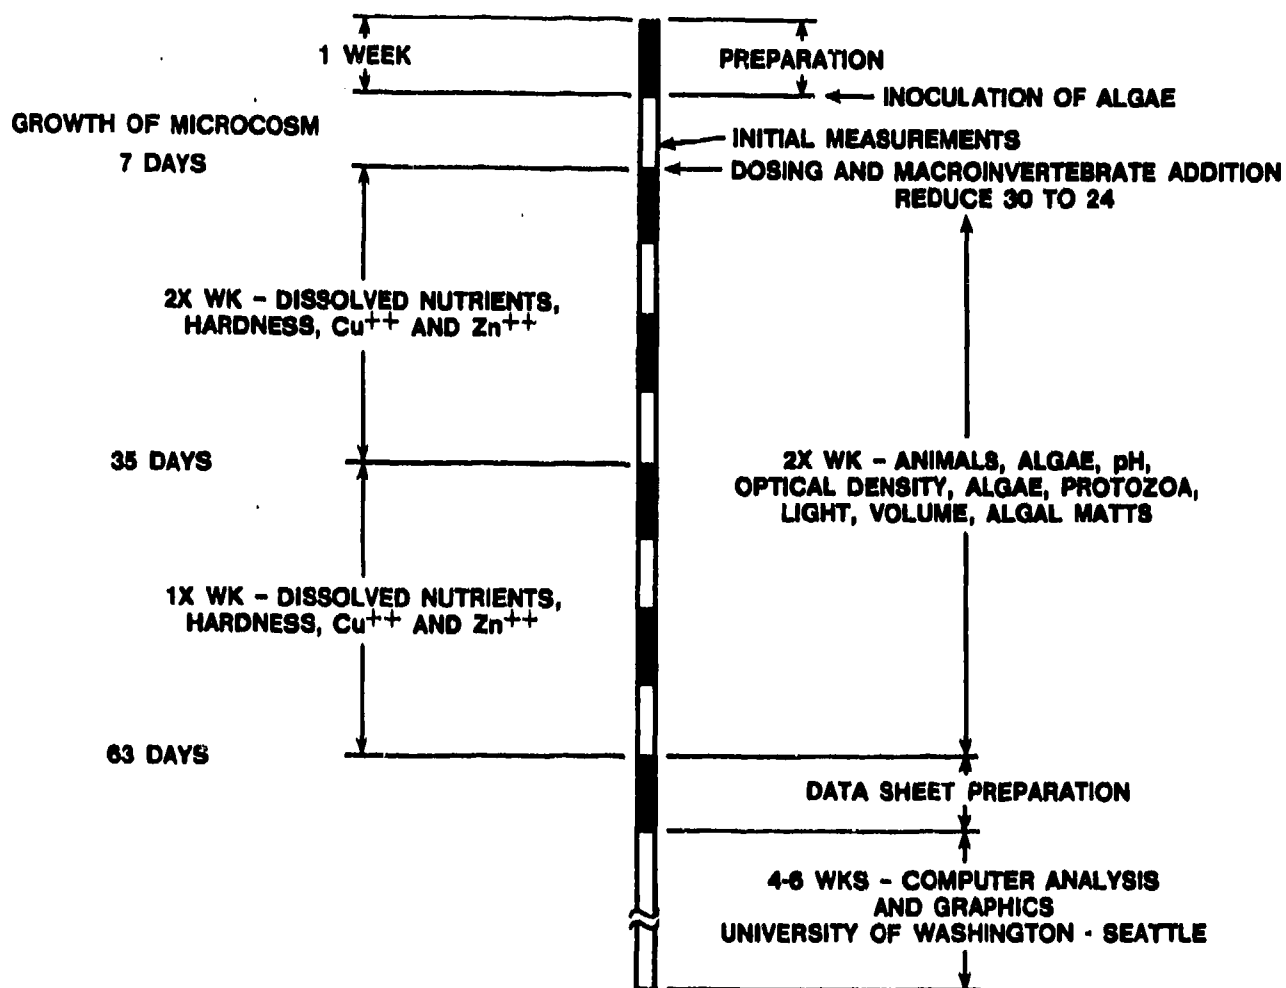 1 WEEK
PREPARATION
INOCULATION OF ALGAE
GROWTH OF MICROCOSM
INITIAL MEASUREMENTS
7 DAYS
DOSING AND MACROINVERTEBRATE ADDITION
REDUCE 30 TO 24
2X WK - DISSOLVED NUTRIENTS,
HARDNESS, Cu++ AND Zn++
35 DAYS
2X WK - ANIMALS, ALGAE, pH,
OPTICAL DENSITY, ALGAE, PROTOZOA,
LIGHT, VOLUME, ALGAL MATTS
1X WK - DISSOLVED NUTRIENTS,
HARDNESS, Cu++ AND Zn++
63 DAYS
DATA SHEET PREPARATION
4-6 WKS - COMPUTER ANALYSIS
AND GRAPHICS
UNIVERSITY OF WASHINGTON - SEATTLE